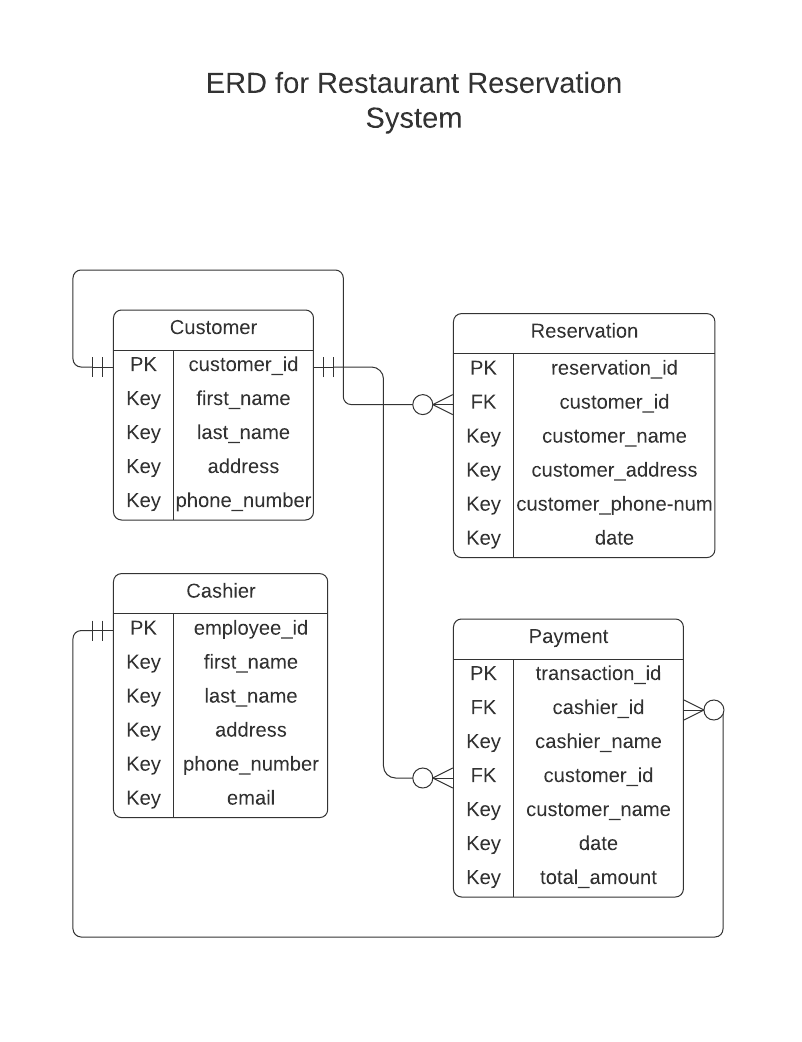 ERD for Restaurant Reservation
System
Customer
PK customer_id
Key first_name
Key last_name
Key address
Key phone_number
Reservation
PK reservation_id
FK customer_id
Key customer_name
Key customer_address
Key customer_phone-num
Key date
Cashier
PK employee_id
Key first_name
Key last_name
Key address
Key phone_number
Key email
Payment
PK transaction_id
FK cashier_id
Key cashier_name
FK customer_id
Key customer_name
Key date
Key total_amount